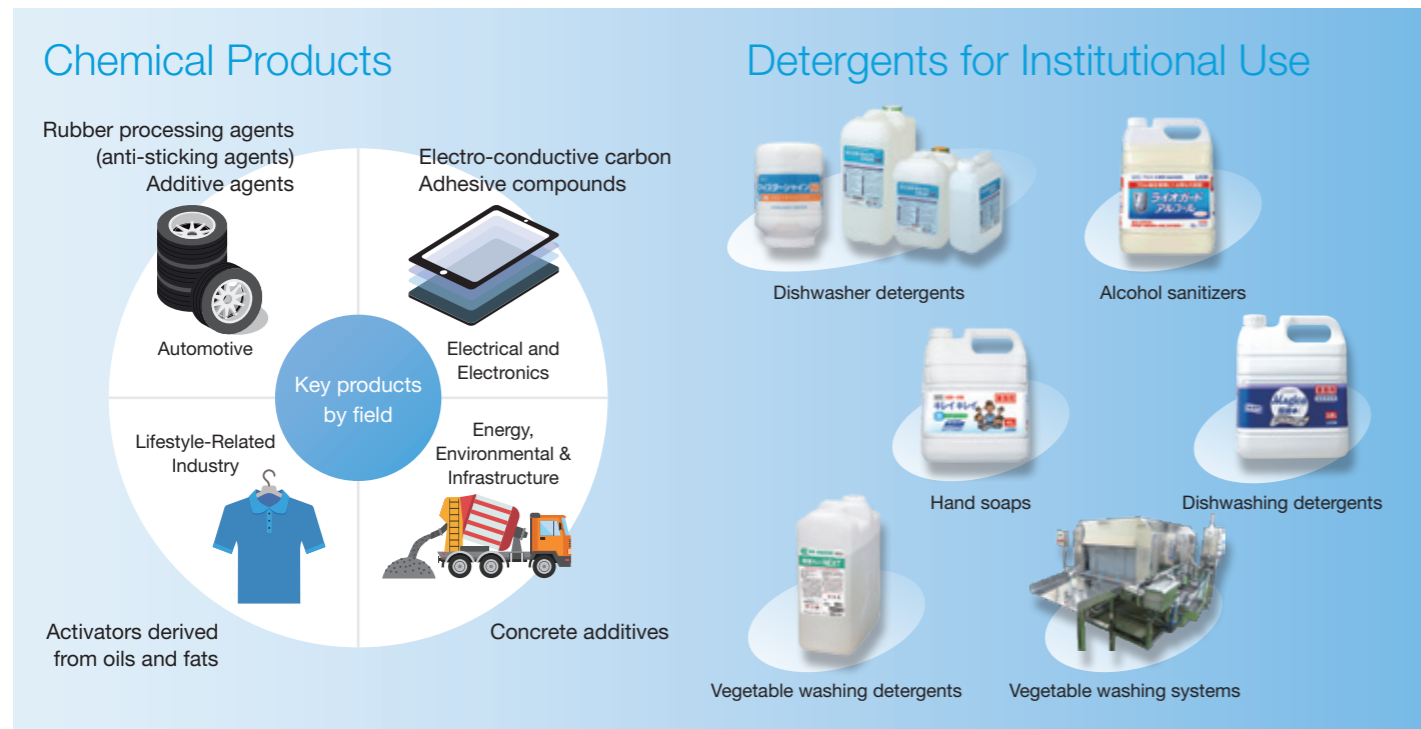 Chemical Products
Rubber processing agents
(anti-sticking agents)
Additive agents
Electro-conductive carbon
Adhesive compounds
Automotive
Electrical and
Electronics
Key products
by field
Lifestyle-Related
Industry
Energy,
Environmental &
Infrastructure
Activators derived
from oils and fats
Concrete additives
Detergents for Institutional Use
ライオガード
アルコール
Dishwasher detergents
Alcohol sanitizers
キレイキレイ
Magica
Hand soaps
Dishwashing detergents
NEXT
Vegetable washing detergents
Vegetable washing systems